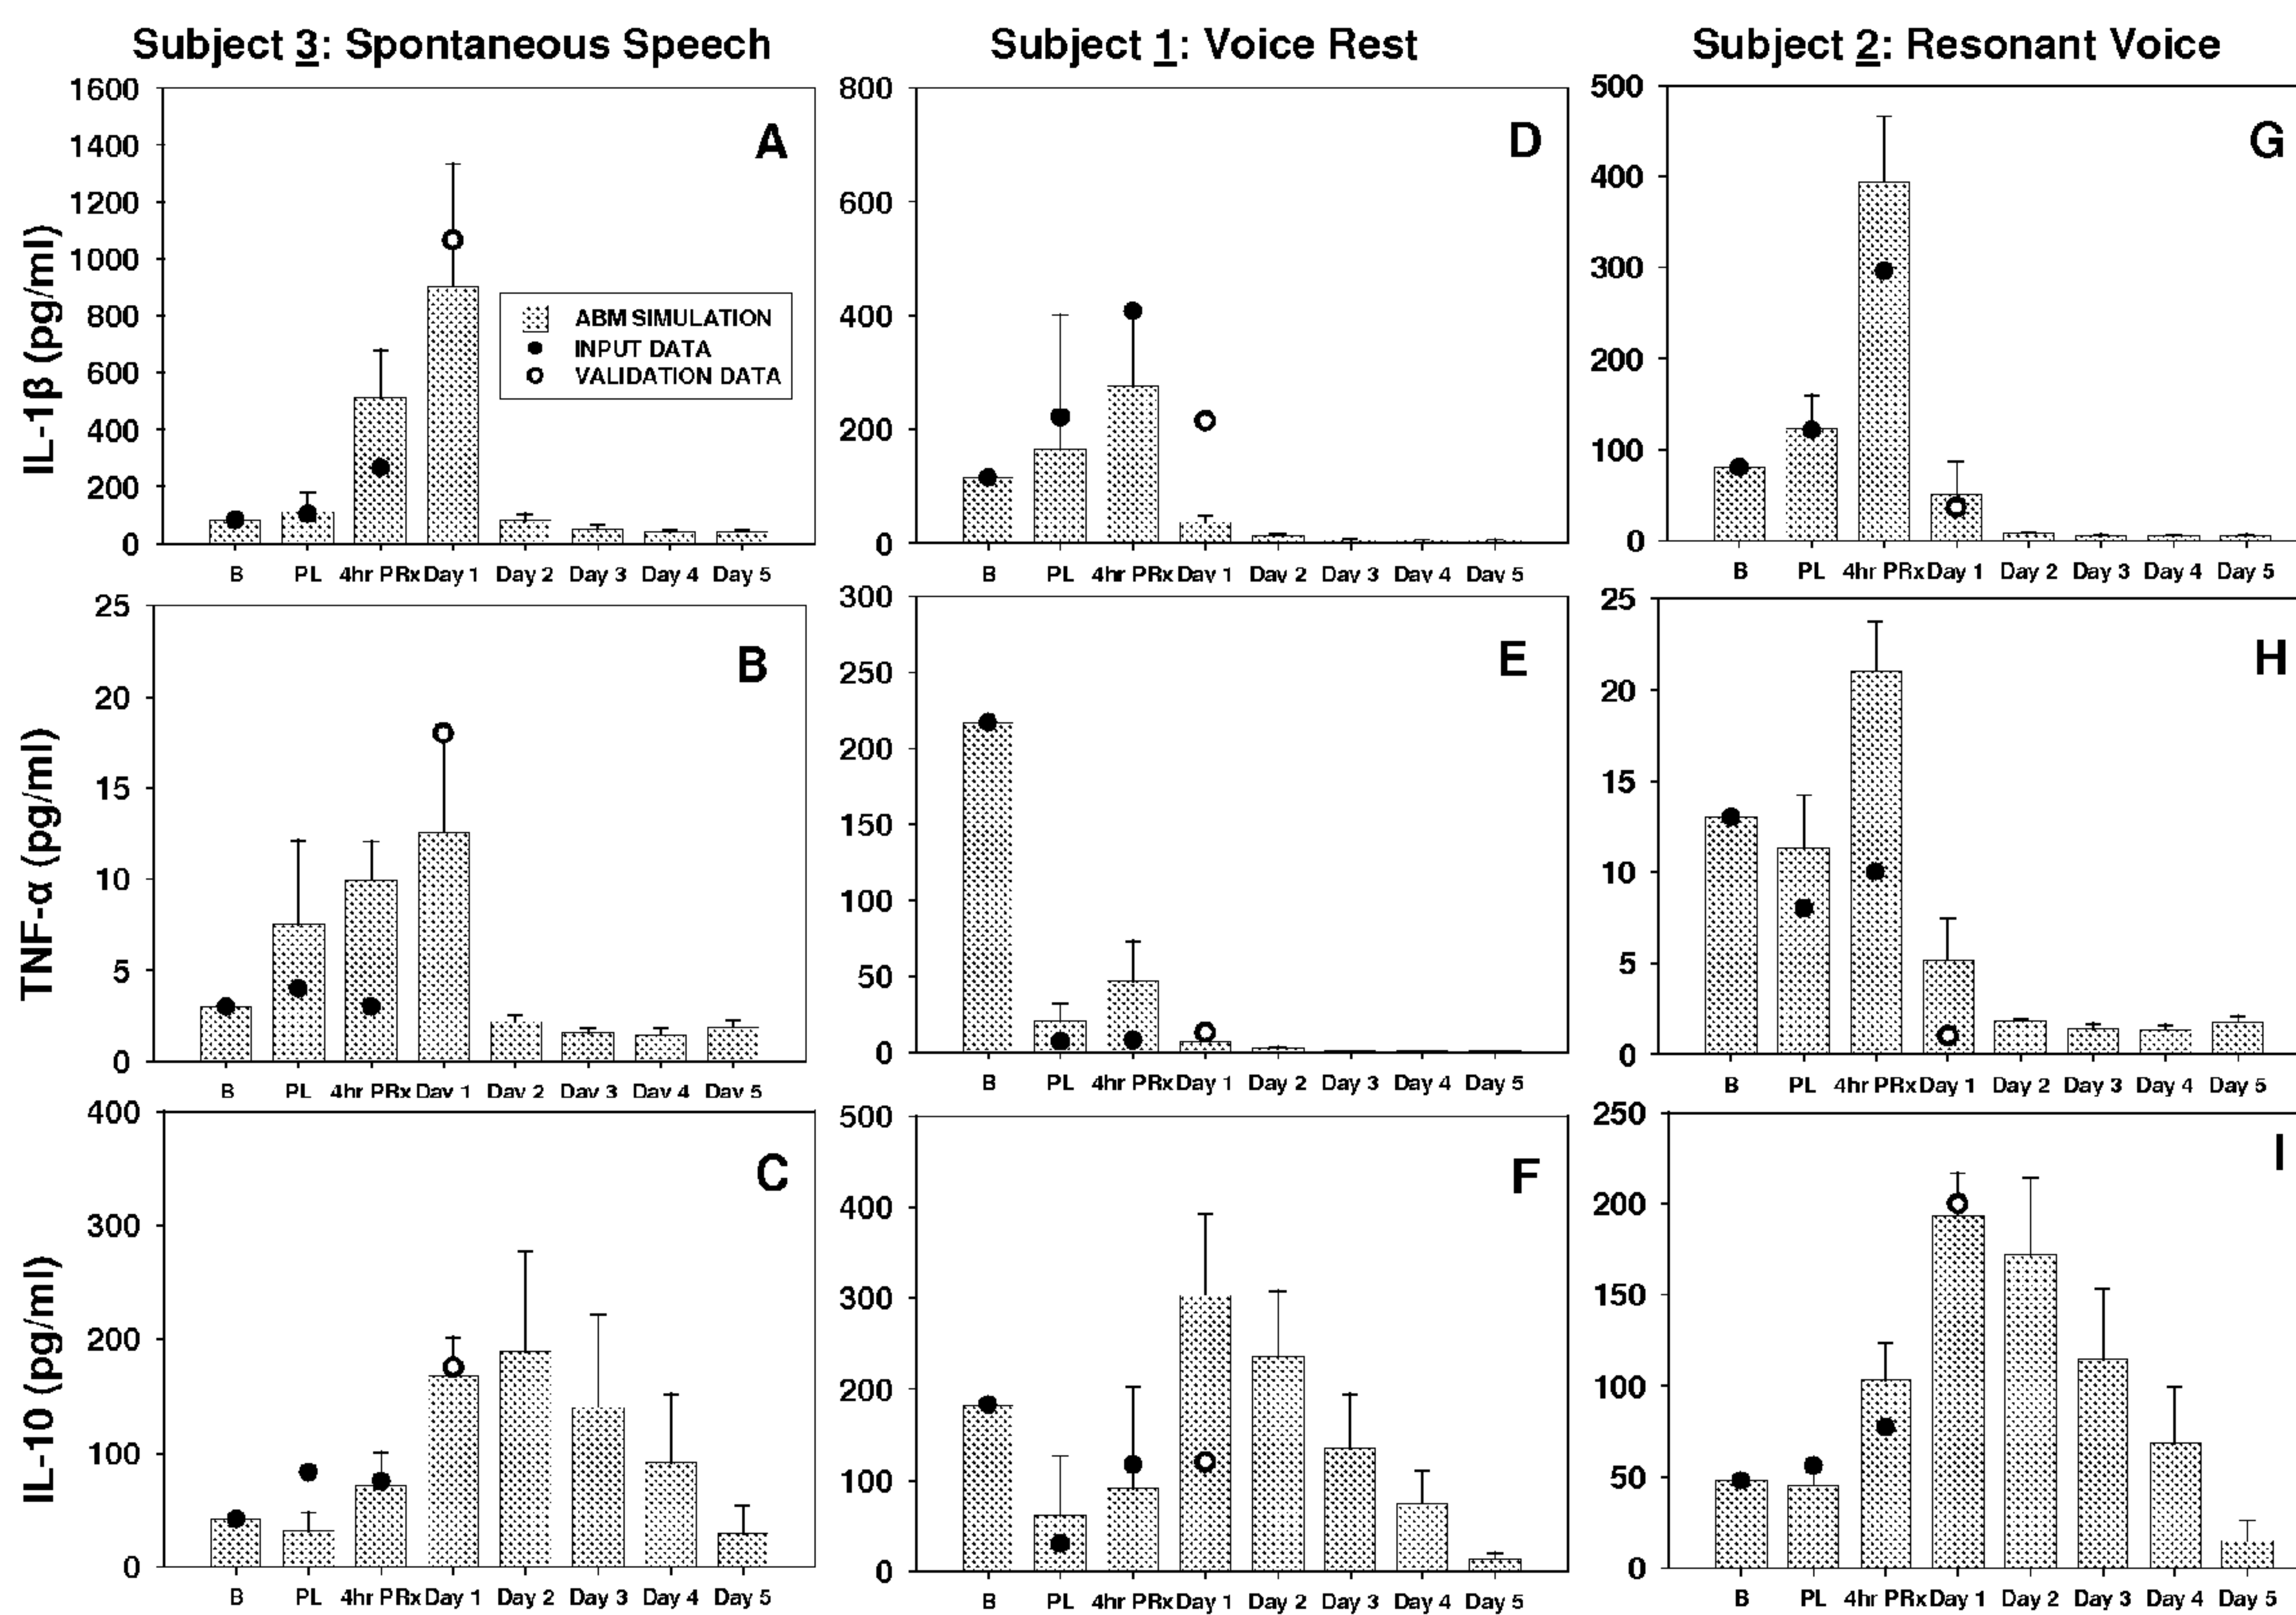 Subject 3: Spontaneous Speech
Subject 1: Voice Rest
Subject 2: Resonant Voice
IL-1β (pg/ml)
1600
1400
1200
1000
800
600
400
200
0
A
ABM SIMULATION
INPUT DATA
VALIDATION DATA
B PL 4hr PRx Day 1 Day 2 Day 3 Day 4 Day 5
800
600
400
200
0
D
B PL 4hr PRx Day 1 Day 2 Day 3 Day 4 Day 5
500
400
300
200
100
0
G
B PL 4hr PRx Day 1 Day 2 Day 3 Day 4 Day 5
TNF-α (pg/ml)
25
20
15
10
5
0
B
B PL 4hr PRx Day 1 Day 2 Day 3 Day 4 Day 5
300
250
200
150
100
50
0
E
B PL 4hr PRx Day 1 Day 2 Day 3 Day 4 Day 5
25
20
15
10
5
0
H
B PL 4hr PRx Day 1 Day 2 Day 3 Day 4 Day 5
IL-10 (pg/ml)
400
300
200
100
0
C
B PL 4hr PRx Day 1 Day 2 Day 3 Day 4 Day 5
500
400
300
200
100
0
F
B PL 4hr PRx Day 1 Day 2 Day 3 Day 4 Day 5
250
200
150
100
50
0
I
B PL 4hr PRx Day 1 Day 2 Day 3 Day 4 Day 5